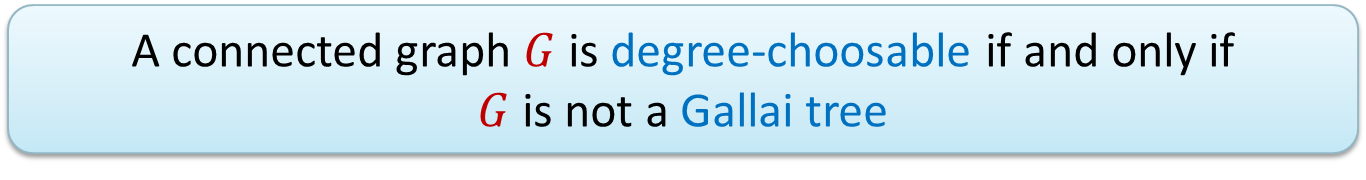 A connected graph 𝐺 is degree-choosable if and only if
𝐺 is not a Gallai tree